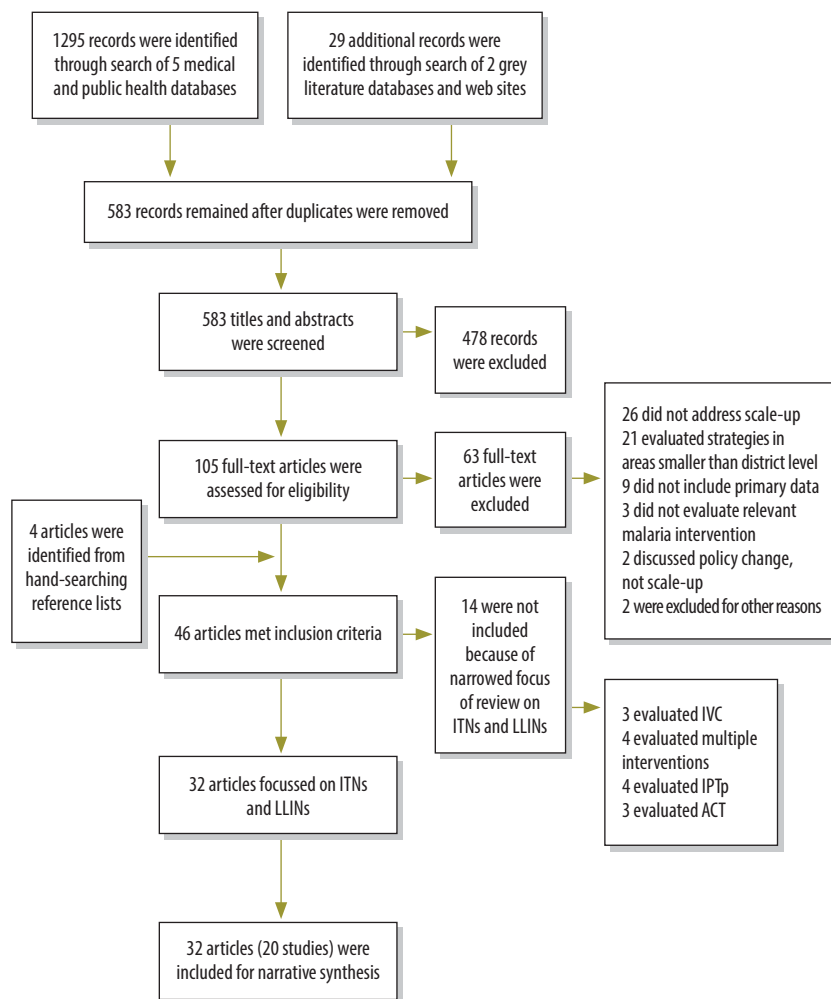 1295 records were identified
through search of 5 medical
and public health databases
29 additional records were
identified through search of 2 grey
literature databases and web sites
583 records remained after duplicates were removed
583 titles and abstracts
were screened
478 records
were excluded
105 full-text articles were
assessed for eligibility
63 full-text
articles were
excluded
26 did not address scale-up
21 evaluated strategies in
areas smaller than district level
9 did not include primary data
3 did not evaluate relevant
malaria intervention
2 discussed policy change,
not scale-up
2 were excluded for other reasons
4 articles were
identified from
hand-searching
reference lists
46 articles met inclusion criteria
14 were not
included
because of
narrowed focus
of review on
ITNs and LLINs
3 evaluated IVC
4 evaluated multiple
interventions
4 evaluated IPTp
3 evaluated ACT
32 articles focussed on ITNs
and LLINs
32 articles (20 studies) were
included for narrative synthesis